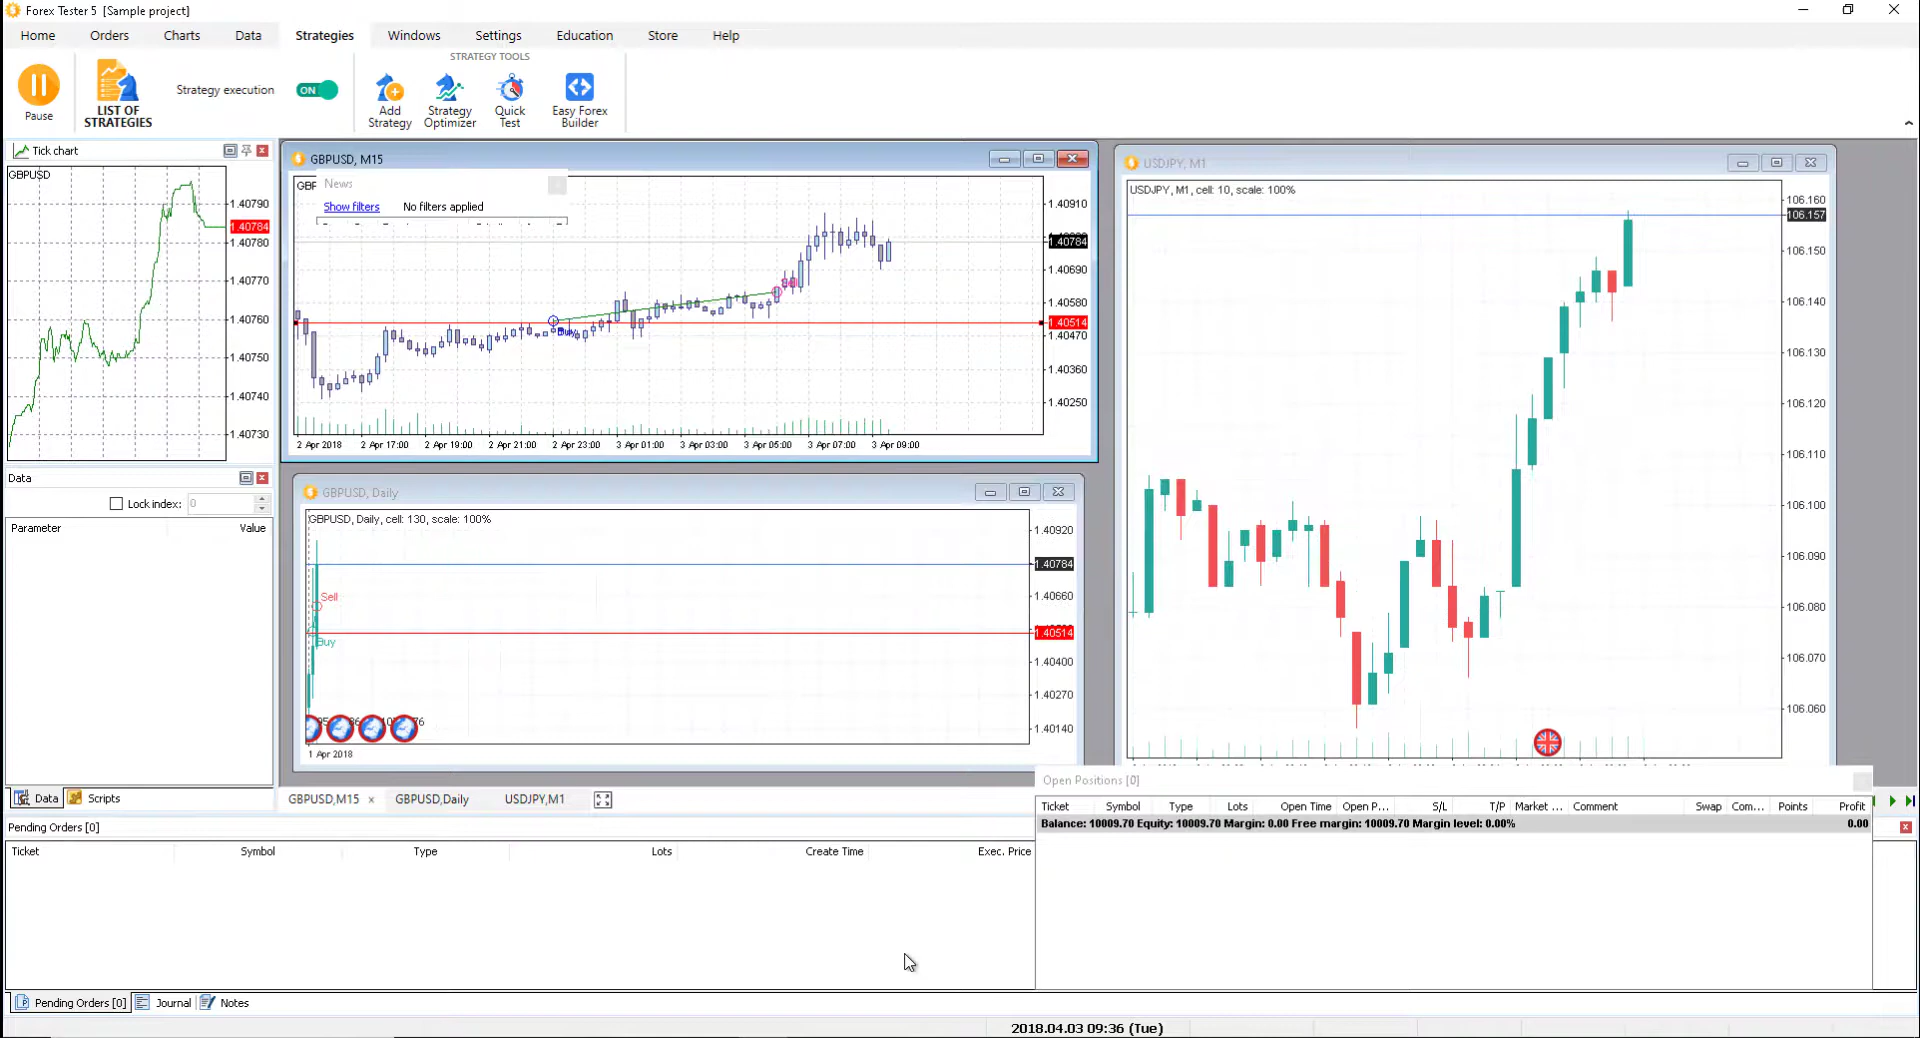 Forex Tester 5 [Sample project]
Home Orders Charts Data Strategies Windows Settings Education Store Help
Pause
LIST OF
STRATEGIES
Strategy execution ON
STRATEGY TOOLS
Add
Strategy
Strategy
Optimizer
Quick
Test
Easy Forex
Builder
Tick chart
GBPUSD
1.40790
1.40784
1.40780
1.40770
1.40760
1.40750
1.40740
1.40730
GBPUSD, M15
News
Show filters No filters applied
1.40910
1.40784
1.40690
1.40580
1.40514
1.40470
1.40360
1.40250
Buy
2 Apr 2018 2 Apr 17:00 2 Apr 19:00 2 Apr 21:00 2 Apr 23:00 3 Apr 01:00 3 Apr 03:00 3 Apr 05:00 3 Apr 07:00 3 Apr 09:00
USDJPY, M1
USDJPY, M1, cell: 10, scale: 100%
106.160
106.157
106.150
106.140
106.130
106.120
106.110
106.100
106.090
106.080
106.070
106.060
Data
Lock index: 0
Parameter Value
GBPUSD, Daily
GBPUSD, Daily, cell: 130, scale: 100%
1.40920
1.40784
1.40660
1.40514
1.40400
1.40270
1.40140
Sell
Buy
1 Apr 2018
Data Scripts
GBPUSD,M15 × GBPUSD,Daily USDJPY,M1
Pending Orders [0]
Ticket Symbol Type Lots Create Time Exec. Price
Open Positions [0]
Ticket Symbol Type Lots Open Time Open P... S/L T/P Market ... Comment Swap Com... Points Profit
Balance: 10009.70 Equity: 10009.70 Margin: 0.00 Free margin: 10009.70 Margin level: 0.00% 0.00
Pending Orders [0] Journal Notes
2018.04.03 09:36 (Tue)